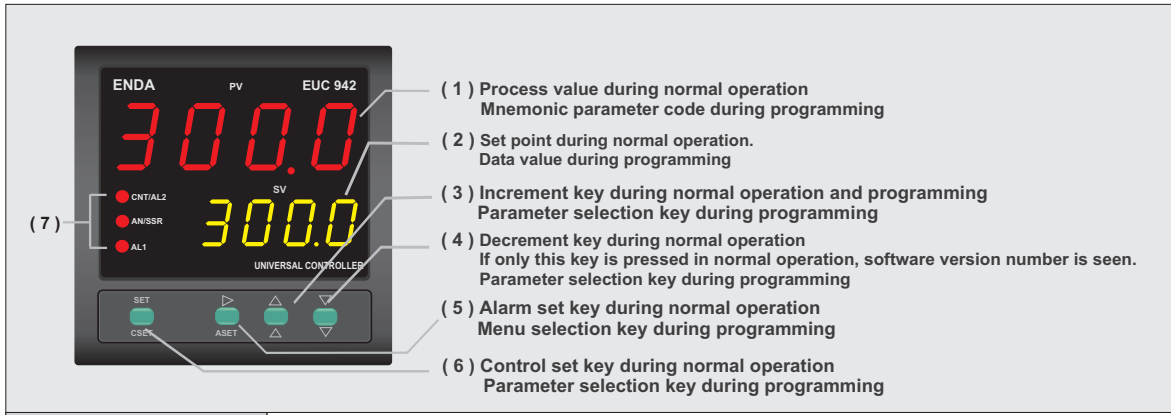 ENDA PV EUC 942
300.0
SV
300.0
CNT/AL2
AN/SSR
AL1
UNIVERSAL CONTROLLER
SET
CSET ASET
( 7 )
( 1 ) Process value during normal operation
Mnemonic parameter code during programming
( 2 ) Set point during normal operation.
Data value during programming
( 3 ) Increment key during normal operation and programming
Parameter selection key during programming
( 4 ) Decrement key during normal operation
If only this key is pressed in normal operation, software version number is seen.
Parameter selection key during programming
( 5 ) Alarm set key during normal operation
Menu selection key during programming
( 6 ) Control set key during normal operation
Parameter selection key during programming